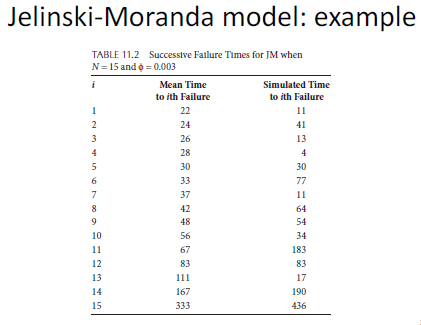 Jelinski-Moranda model: example
TABLE 11.2 Successive Failure Times for JM when
N = 15 and ϕ = 0.003
i Mean Time Simulated Time
to ith Failure to ith Failure
1 22 11
2 24 41
3 26 13
4 28 4
5 30 30
6 33 77
7 37 11
8 42 64
9 48 54
10 56 34
11 67 183
12 83 83
13 111 17
14 167 190
15 333 436